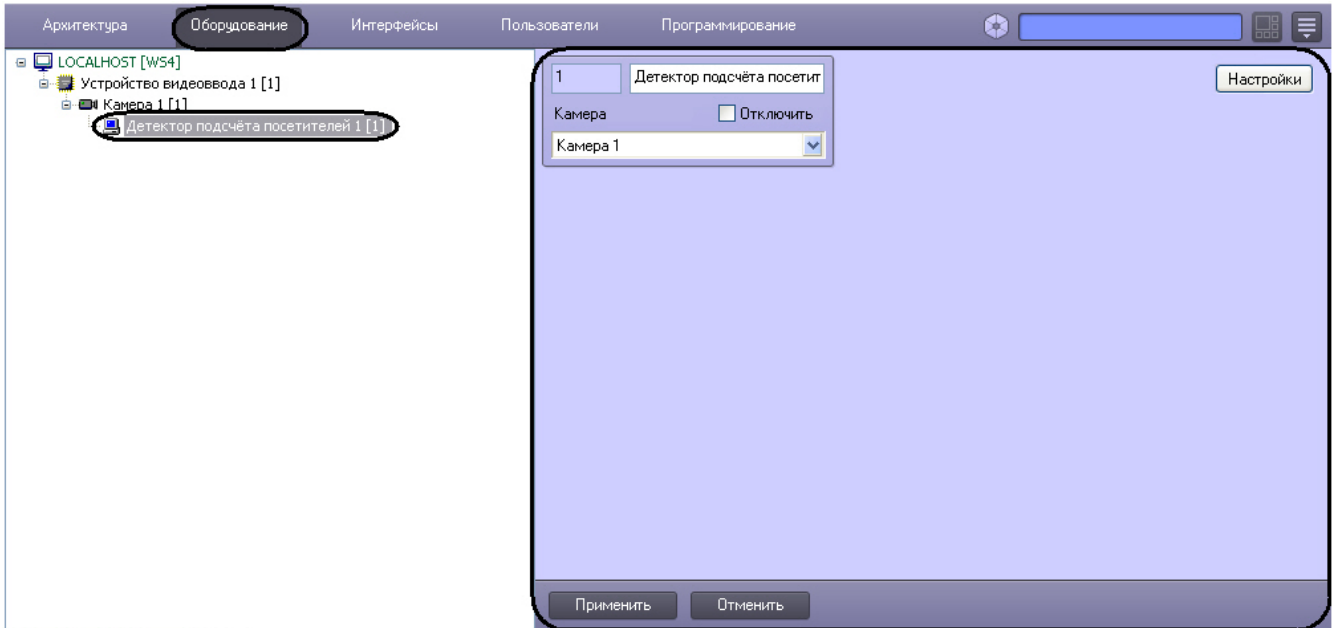 Архитектура Оборудование Интерфейсы Пользователи Программирование
LOCALHOST [WS4]
Устройство видеоввода 1 [1]
Камера 1 [1]
Детектор подсчёта посетителей 1 [1]
1 Детектор подсчёта посетит
Настройки
Камера Отключить
Камера 1
Применить Отменить